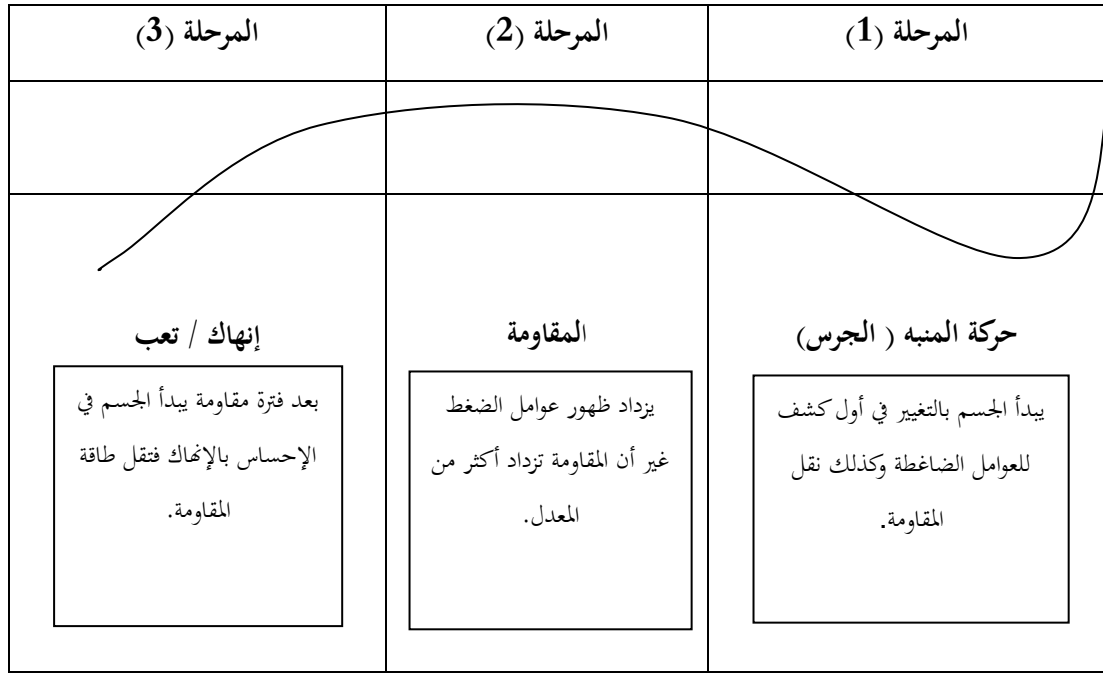 المرحلة (1)
المرحلة (2)
المرحلة (3)
حركة المنبه ( الجرس)
المقاومة
إنهاك / تعب
يبدأ الجسم بالتغيير في أول كشف
للعوامل الضاغطة وكذلك نقل
المقاومة.
يزداد ظهور عوامل الضغط
غير أن المقاومة تزداد أكثر من
المعدل.
بعد فترة مقاومة يبدأ الجسم في
الإحساس بالإنهاك فتقل طاقة
المقاومة.